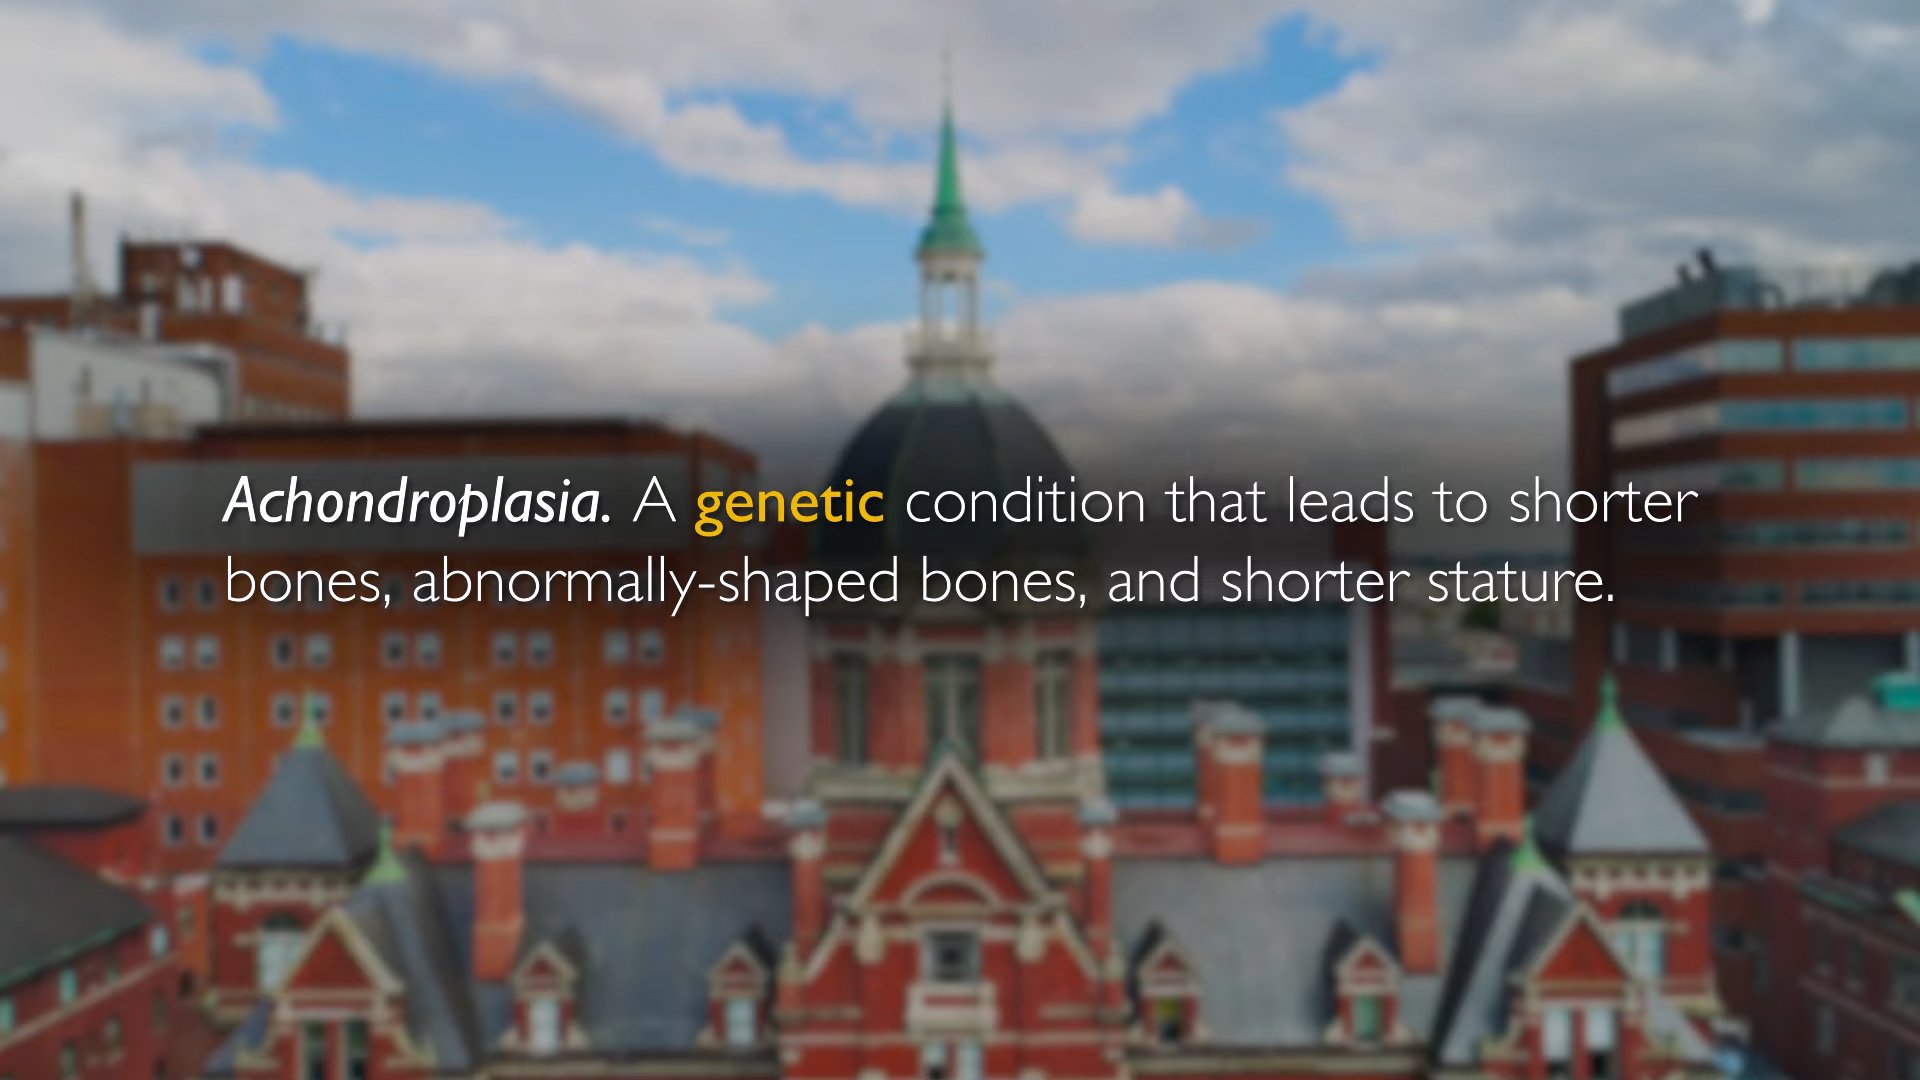 Achondroplasia. A genetic condition that leads to shorter
bones, abnormally-shaped bones, and shorter stature.